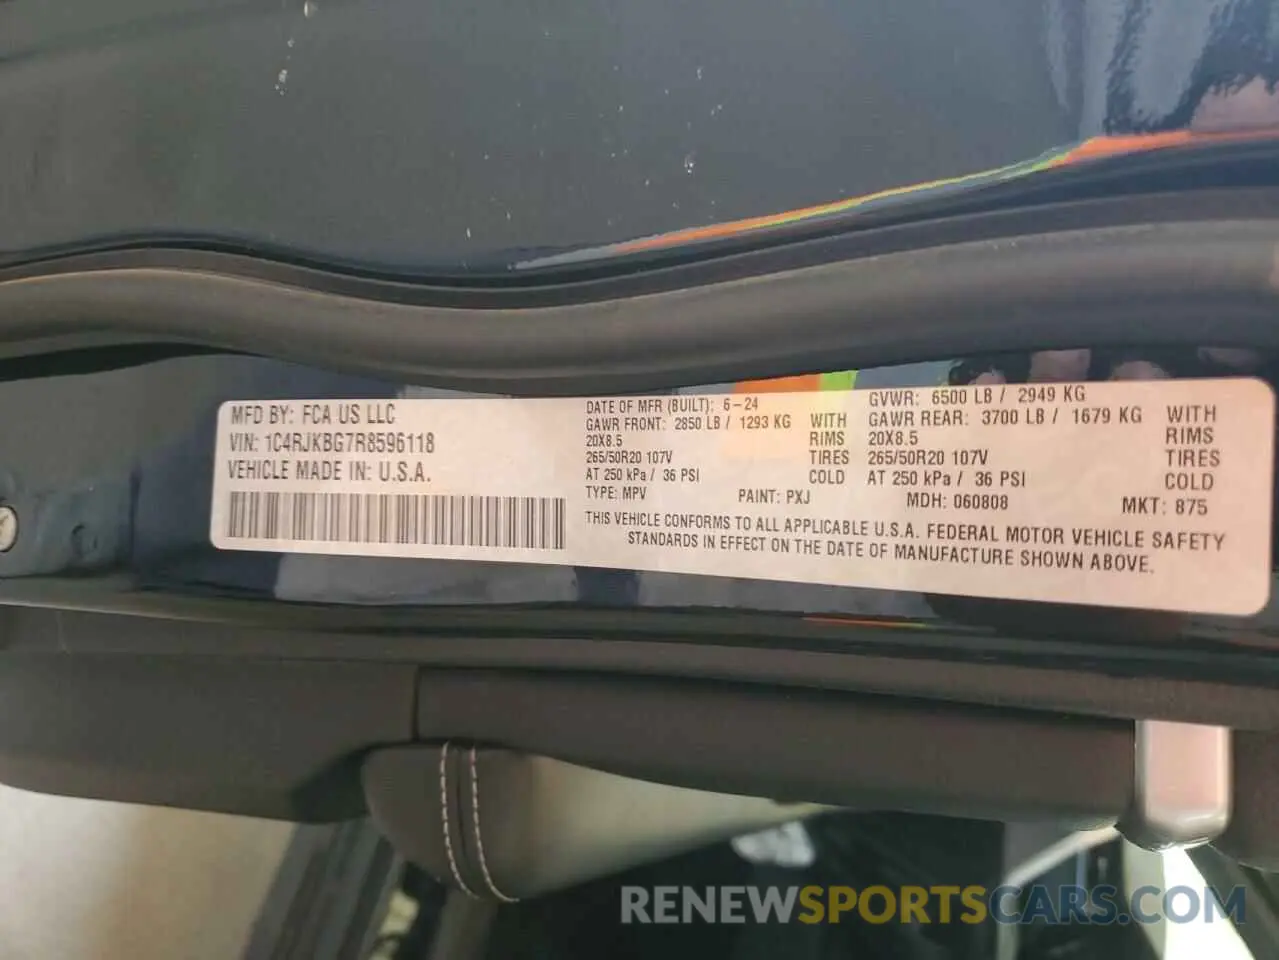 MFD BY: FCA US LLC
VIN: 1C4RJKBG7R8596118
VEHICLE MADE IN: U.S.A.
DATE OF MFR (BUILT): 6-24
GAWR FRONT: 2850 LB / 1293 KG WITH
20X8.5 RIMS
265/50R20 107V TIRES
AT 250 kPa / 36 PSI COLD
TYPE: MPV PAINT: PXJ
GVWR: 6500 LB / 2949 KG
GAWR REAR: 3700 LB / 1679 KG WITH
20X8.5 RIMS
265/50R20 107V TIRES
AT 250 kPa / 36 PSI COLD
MDH: 060808 MKT: 875
THIS VEHICLE CONFORMS TO ALL APPLICABLE U.S.A. FEDERAL MOTOR VEHICLE SAFETY
STANDARDS IN EFFECT ON THE DATE OF MANUFACTURE SHOWN ABOVE.
RENEWSPORTSCARS.COM